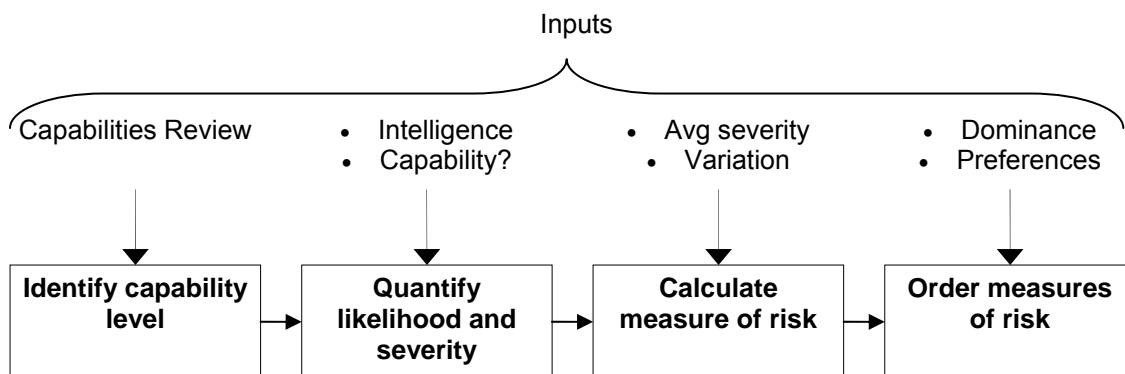 Inputs
Capabilities Review
• Intelligence
• Capability?
• Avg severity
• Variation
• Dominance
• Preferences
Identify capability
level
Quantify
likelihood and
severity
Calculate
measure of risk
Order measures
of risk